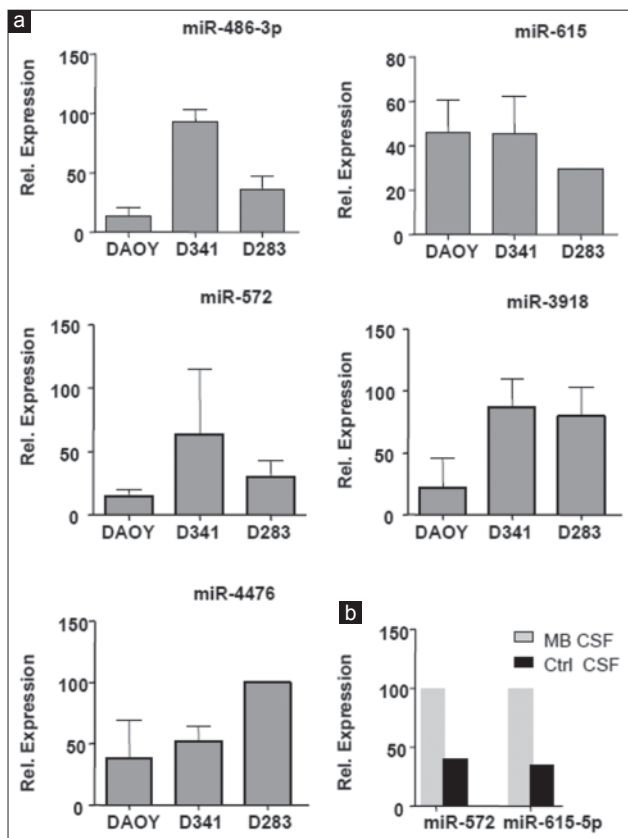 a
miR-486-3p
Rel. Expression
150
100
50
0
DAOY D341 D283
miR-615
Rel. Expression
80
60
40
20
0
DAOY D341 D283
miR-572
Rel. Expression
150
100
50
0
DAOY D341 D283
miR-3918
Rel. Expression
150
100
50
0
DAOY D341 D283
miR-4476
Rel. Expression
150
100
50
0
DAOY D341 D283
b
Rel. Expression
150
100
50
0
MB CSF
Ctrl CSF
miR-572 miR-615-5p